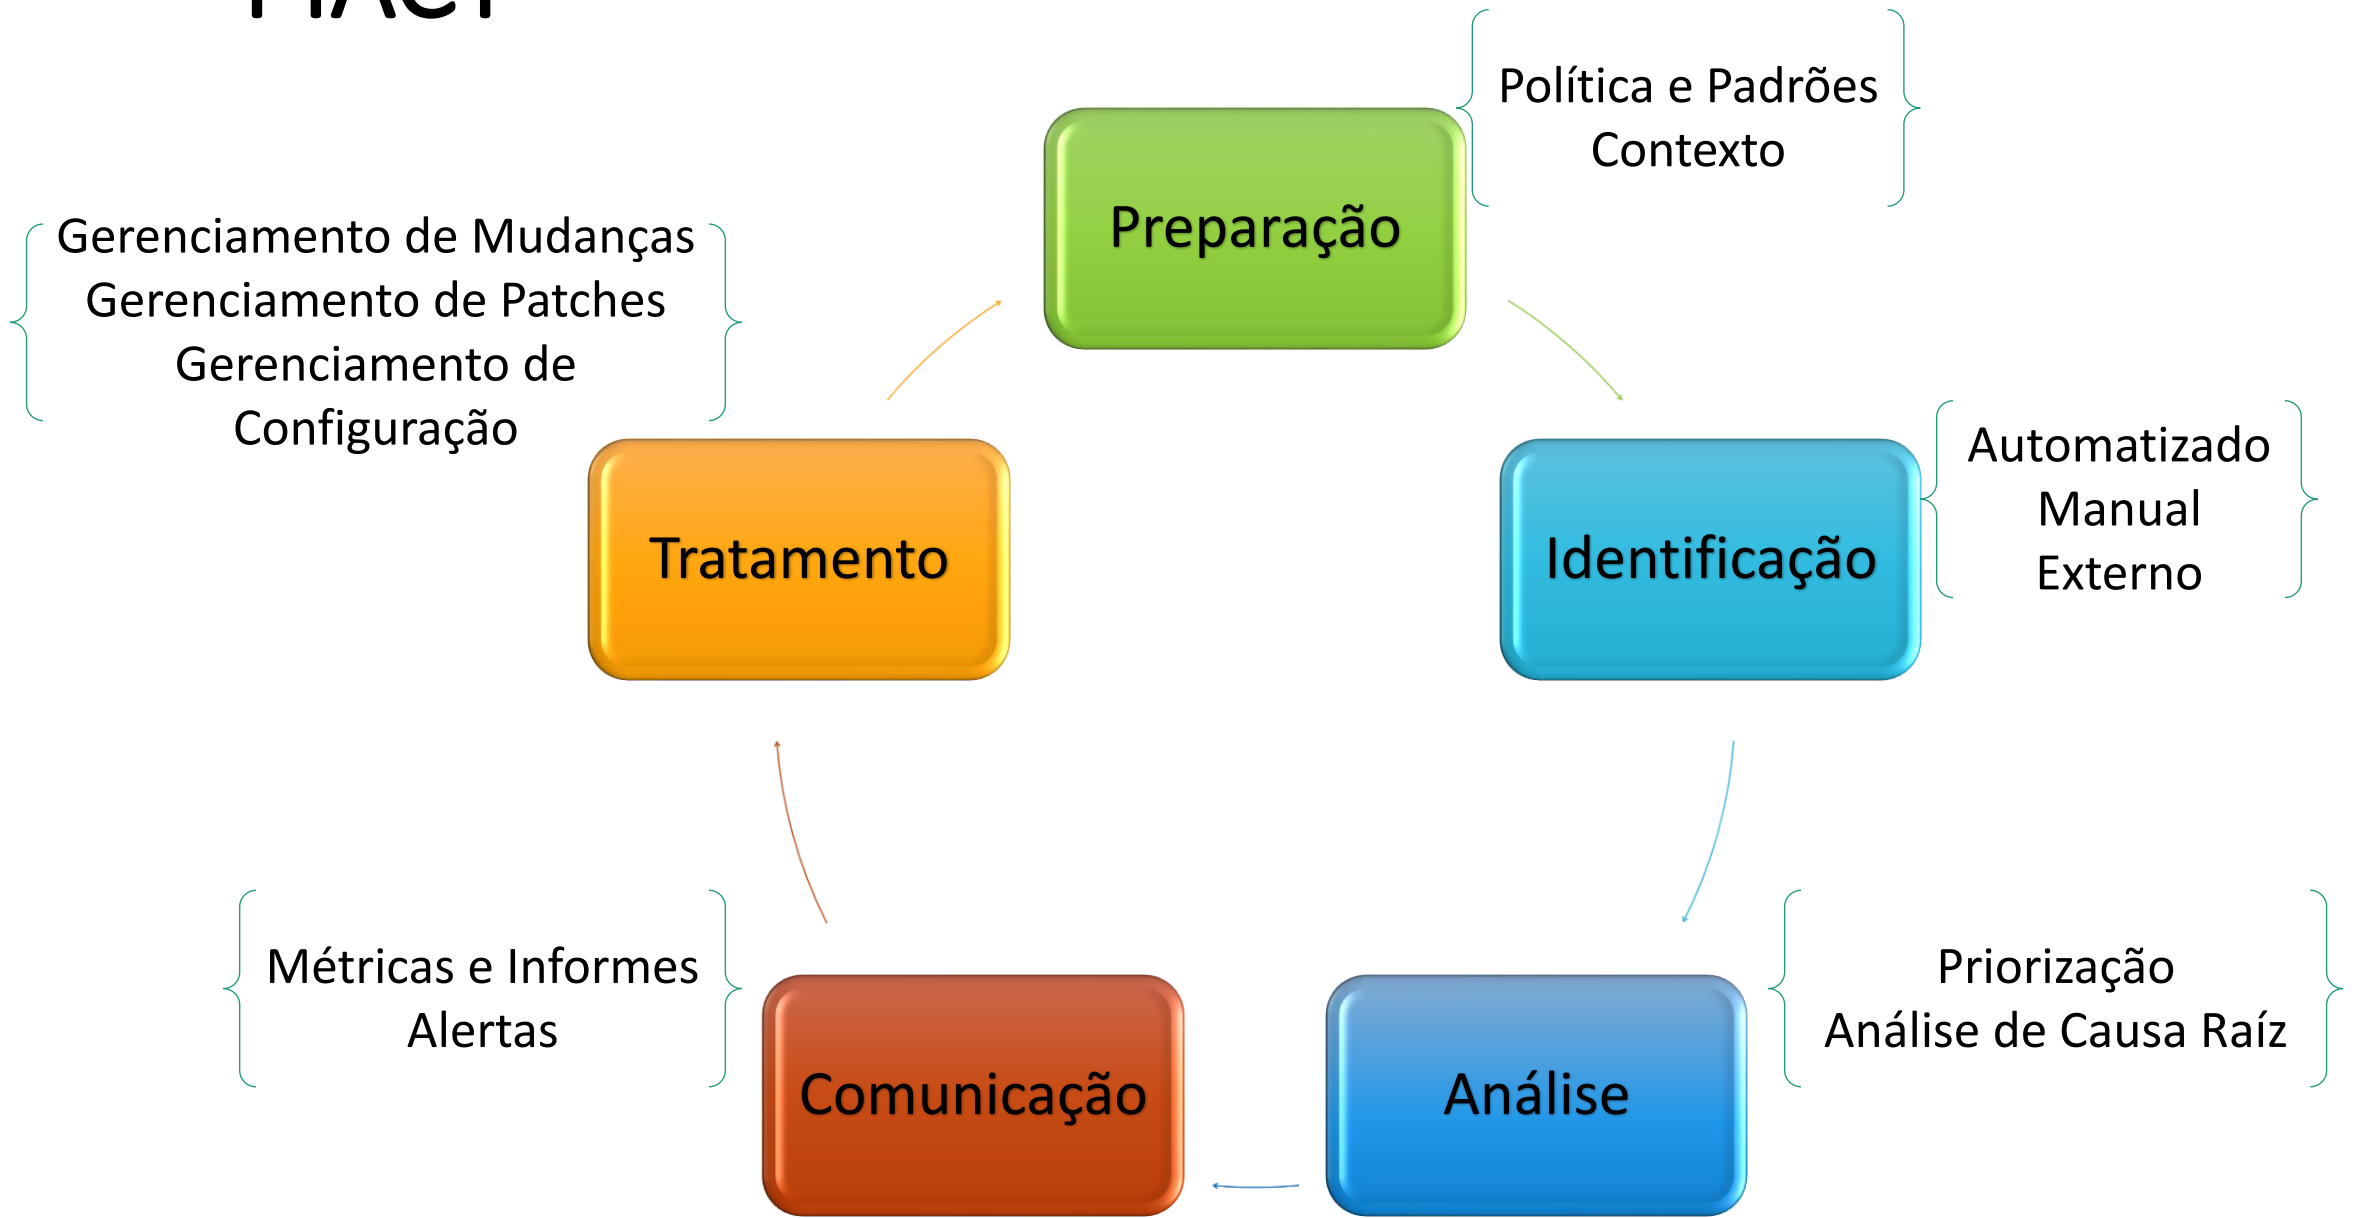 Política e Padrões
Contexto
Preparação
Gerenciamento de Mudanças
Gerenciamento de Patches
Gerenciamento de
Configuração
Tratamento
Identificação
Automatizado
Manual
Externo
Métricas e Informes
Alertas
Comunicação
Análise
Priorização
Análise de Causa Raíz